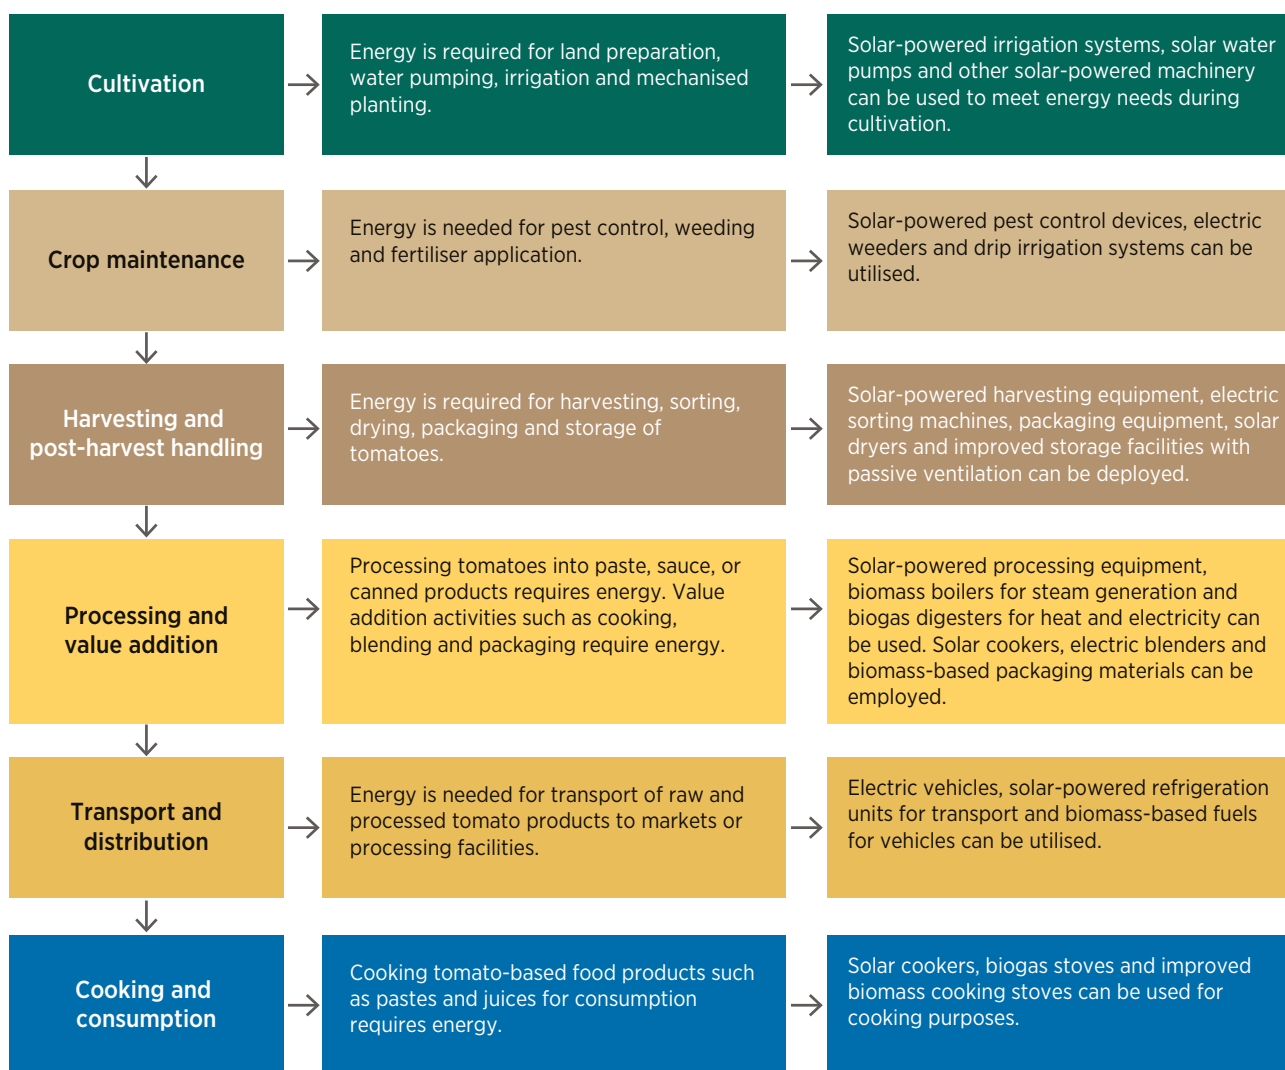 Cultivation
Energy is required for land preparation,
water pumping, irrigation and mechanised
planting.
Solar-powered irrigation systems, solar water
pumps and other solar-powered machinery
can be used to meet energy needs during
cultivation.
Crop maintenance
Energy is needed for pest control, weeding
and fertiliser application.
Solar-powered pest control devices, electric
weeders and drip irrigation systems can be
utilised.
Harvesting and
post-harvest handling
Energy is required for harvesting, sorting,
drying, packaging and storage of
tomatoes.
Solar-powered harvesting equipment, electric
sorting machines, packaging equipment, solar
dryers and improved storage facilities with
passive ventilation can be deployed.
Processing and
value addition
Processing tomatoes into paste, sauce, or
canned products requires energy. Value
addition activities such as cooking,
blending and packaging require energy.
Solar-powered processing equipment,
biomass boilers for steam generation and
biogas digesters for heat and electricity can
be used. Solar cookers, electric blenders and
biomass-based packaging materials can be
employed.
Transport and
distribution
Energy is needed for transport of raw and
processed tomato products to markets or
processing facilities.
Electric vehicles, solar-powered refrigeration
units for transport and biomass-based fuels
for vehicles can be utilised.
Cooking and
consumption
Cooking tomato-based food products such
as pastes and juices for consumption
requires energy.
Solar cookers, biogas stoves and improved
biomass cooking stoves can be used for
cooking purposes.